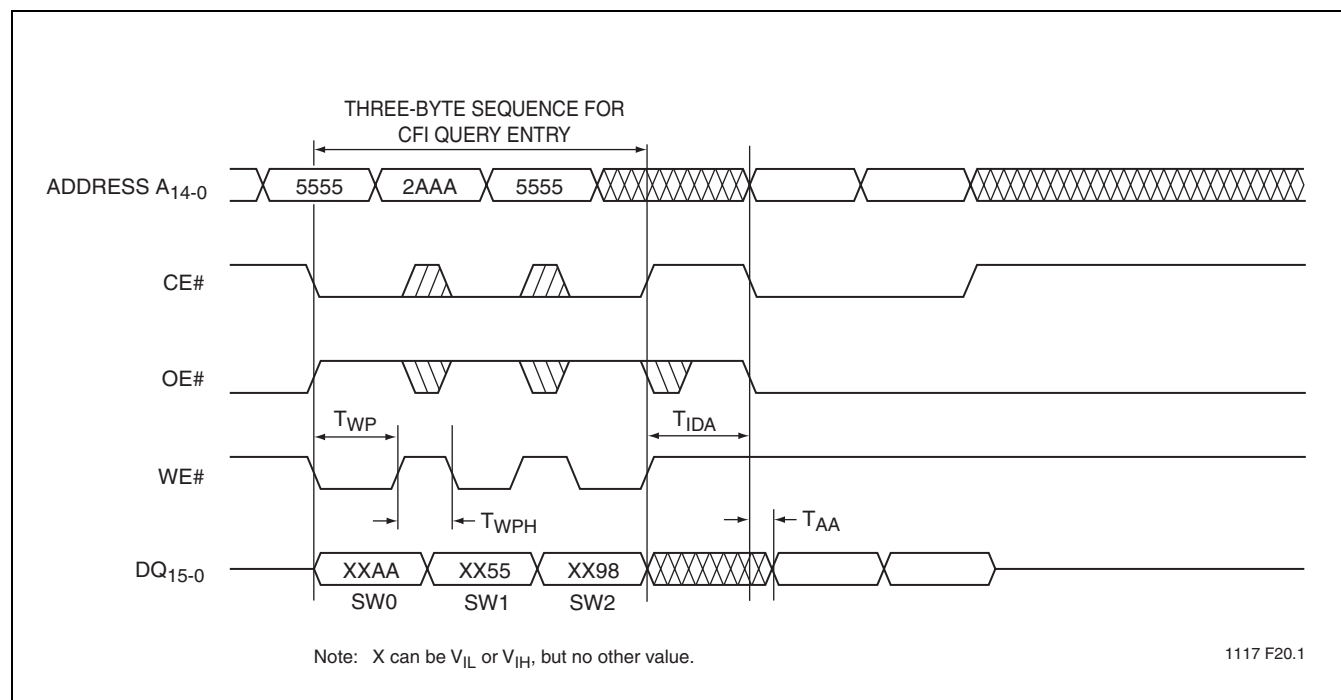 THREE-BYTE SEQUENCE FOR
CFI QUERY ENTRY
ADDRESS A14-0
5555 2AAA 5555
CE#
OE#
TWP TIDA
WE#
TWPH TAA
DQ15-0
XXAA XX55 XX98
SW0 SW1 SW2
Note: X can be VIL or VIH, but no other value.
1117 F20.1